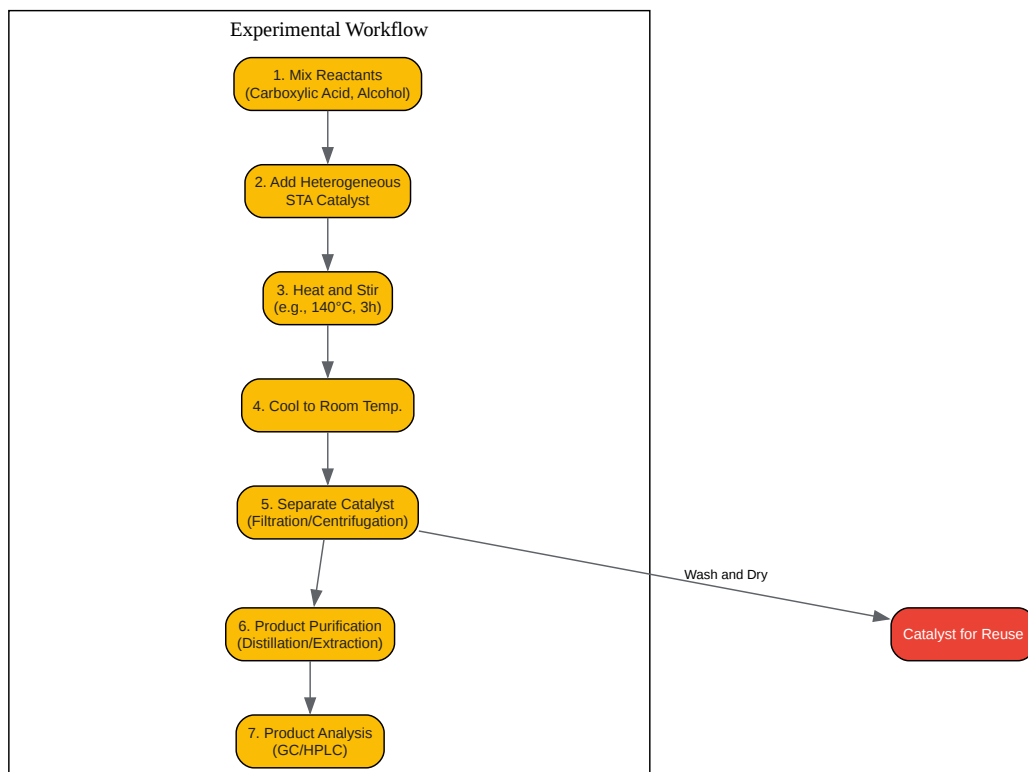 Experimental Workflow
1. Mix Reactants
(Carboxylic Acid, Alcohol)
2. Add Heterogeneous
STA Catalyst
3. Heat and Stir
(e.g., 140°C, 3h)
4. Cool to Room Temp.
5. Separate Catalyst
(Filtration/Centrifugation)
Wash and Dry
6. Product Purification
(Distillation/Extraction)
Catalyst for Reuse
7. Product Analysis
(GC/HPLC)